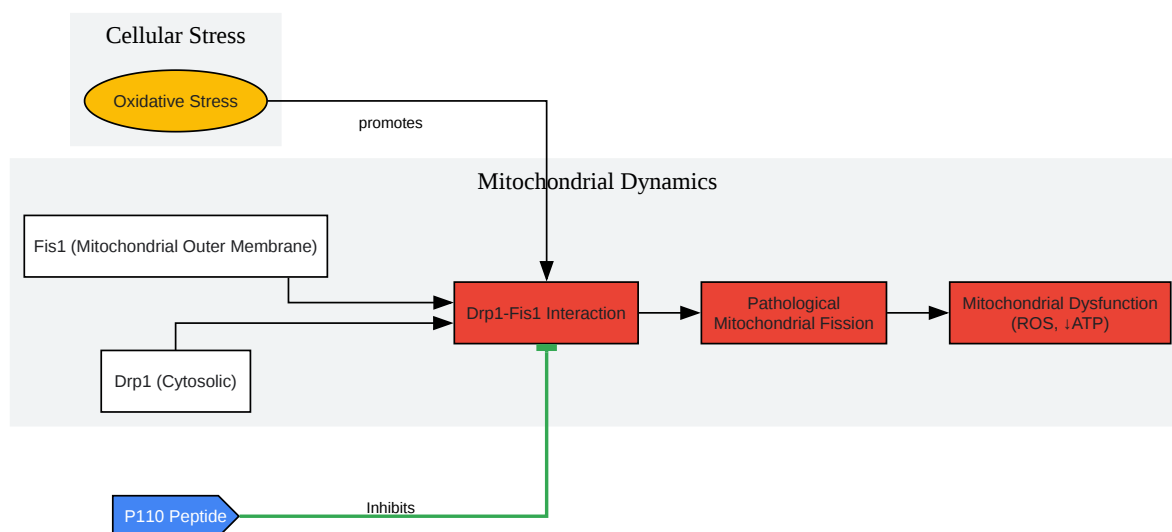 Cellular Stress
Oxidative Stress
promotes
Mitochondrial Dynamics
Fis1 (Mitochondrial Outer Membrane)
Drp1-Fis1 Interaction
Pathological
Mitochondrial Fission
Mitochondrial Dysfunction
(ROS, ↓ATP)
Drp1 (Cytosolic)
P110 Peptide
Inhibits